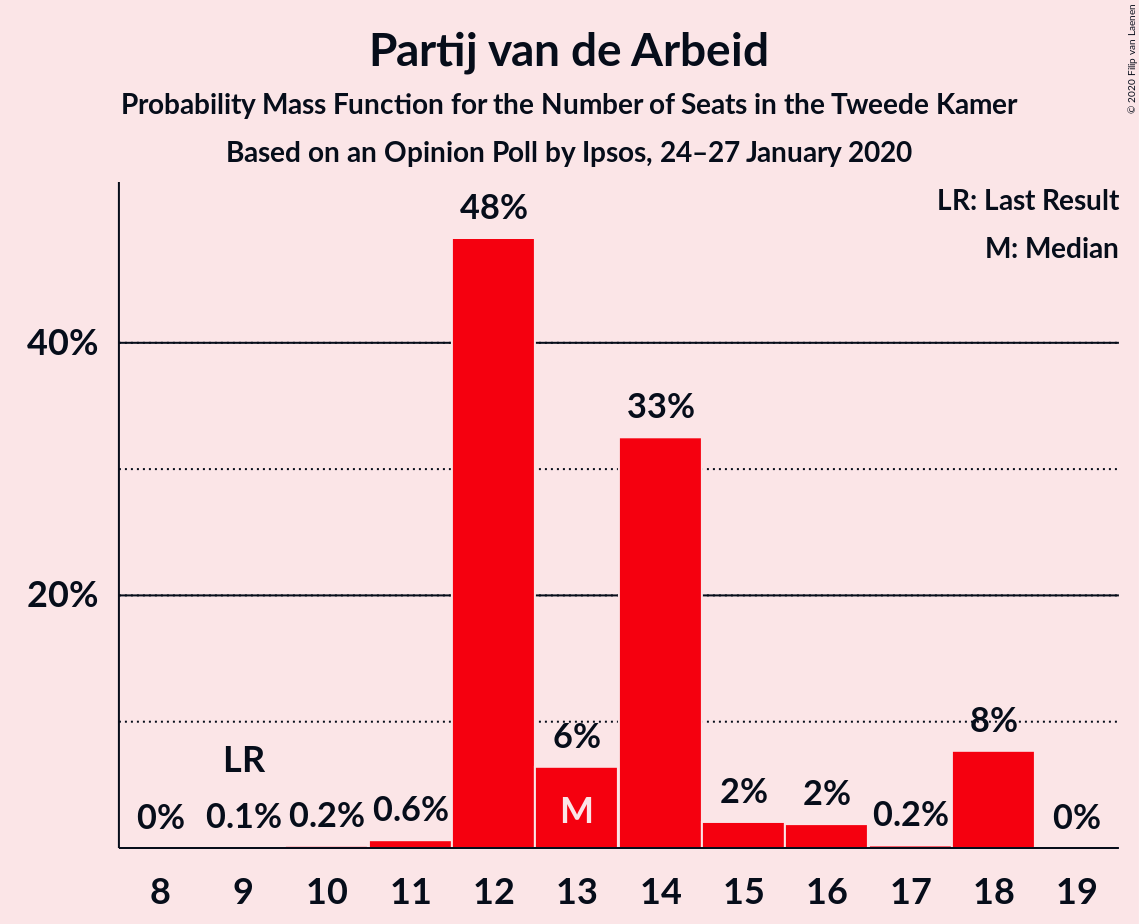 Partij van de Arbeid
Probability Mass Function for the Number of Seats in the Tweede Kamer
Based on an Opinion Poll by Ipsos, 24–27 January 2020
© 2020 Filip van Laenen
LR: Last Result
M: Median
48%
40%
33%
20%
8%
6%
LR
M
2%
2%
0%
0.1%
0.2%
0.6%
0.2%
0%
8 9 10 11 12 13 14 15 16 17 18 19